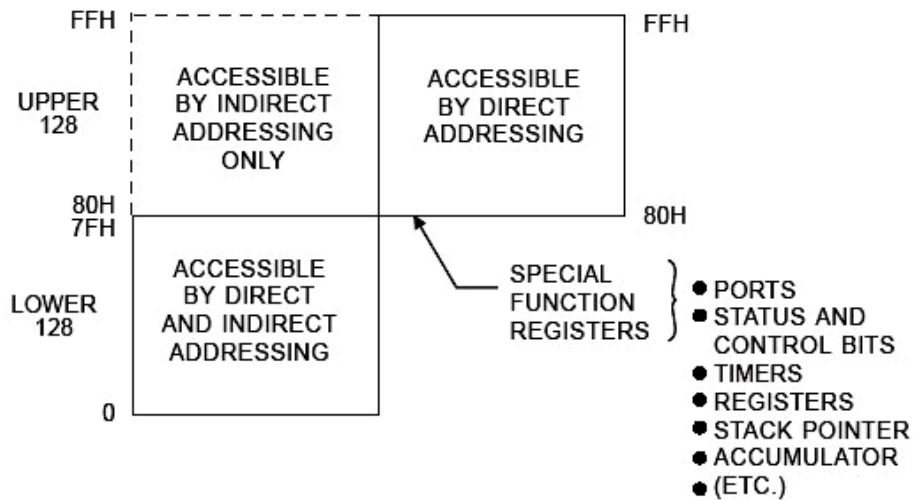 FFH
UPPER
128
80H
7FH
LOWER
128
0
ACCESSIBLE
BY INDIRECT
ADDRESSING
ONLY
ACCESSIBLE
BY DIRECT
ADDRESSING
FFH
80H
ACCESSIBLE
BY DIRECT
AND INDIRECT
ADDRESSING
SPECIAL
FUNCTION
REGISTERS
● PORTS
● STATUS AND
CONTROL BITS
● TIMERS
● REGISTERS
● STACK POINTER
● ACCUMULATOR
● (ETC.)